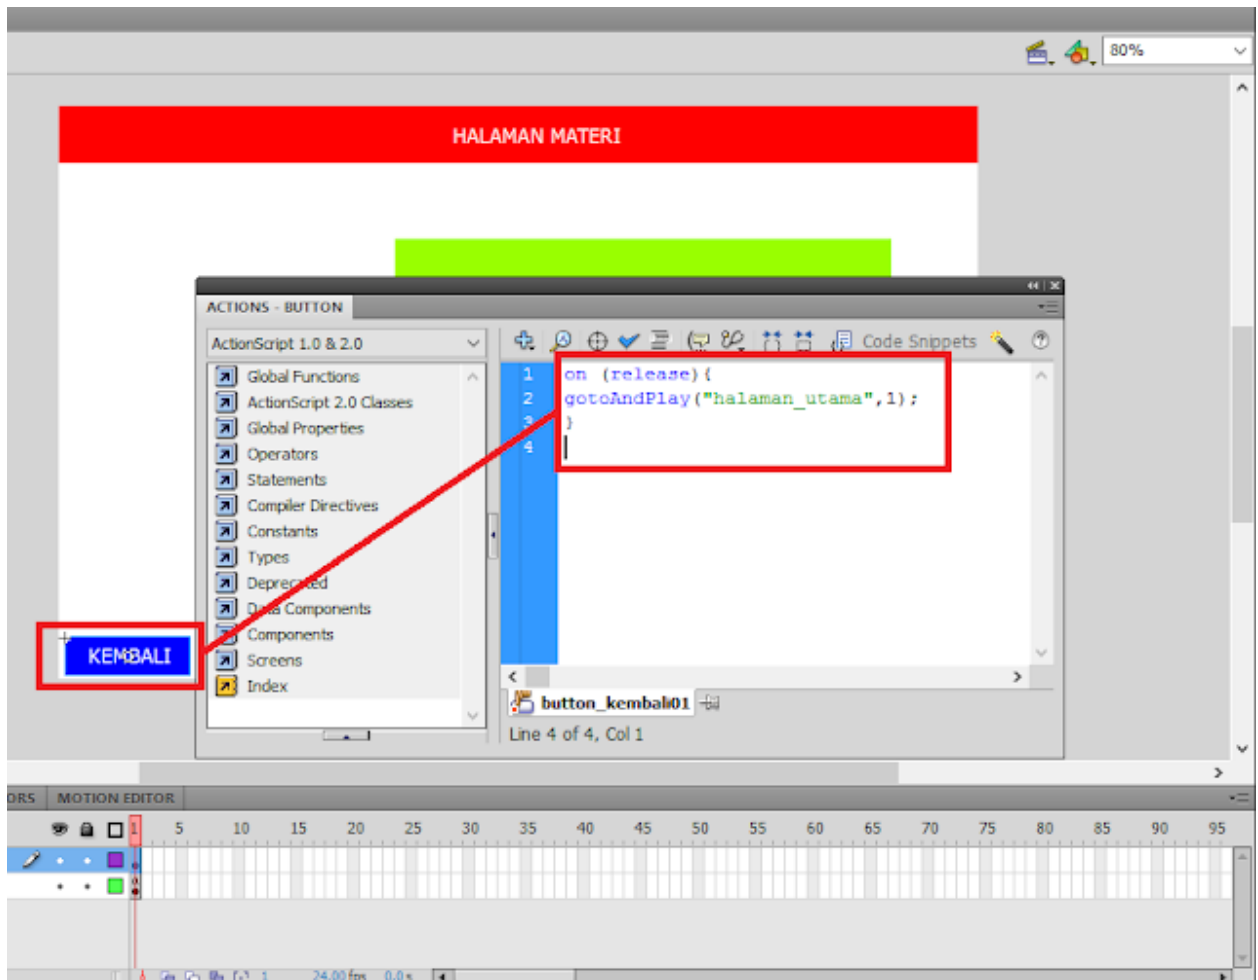 80%
HALAMAN MATERI
ACTIONS - BUTTON
ActionScript 1.0 & 2.0
Code Snippets
Global Functions
ActionScript 2.0 Classes
Global Properties
Operators
Statements
Compiler Directives
Constants
Types
Deprecated
Data Components
Components
Screens
Index
1 on (release){
2 gotoAndPlay("halaman_utama",1);
3 }
4
button_kembali01
Line 4 of 4, Col 1
KEMBALI
ORS MOTION EDITOR
1 5 10 15 20 25 30 35 40 45 50 55 60 65 70 75 80 85 90 95
1 24.00 fps 0.0 s